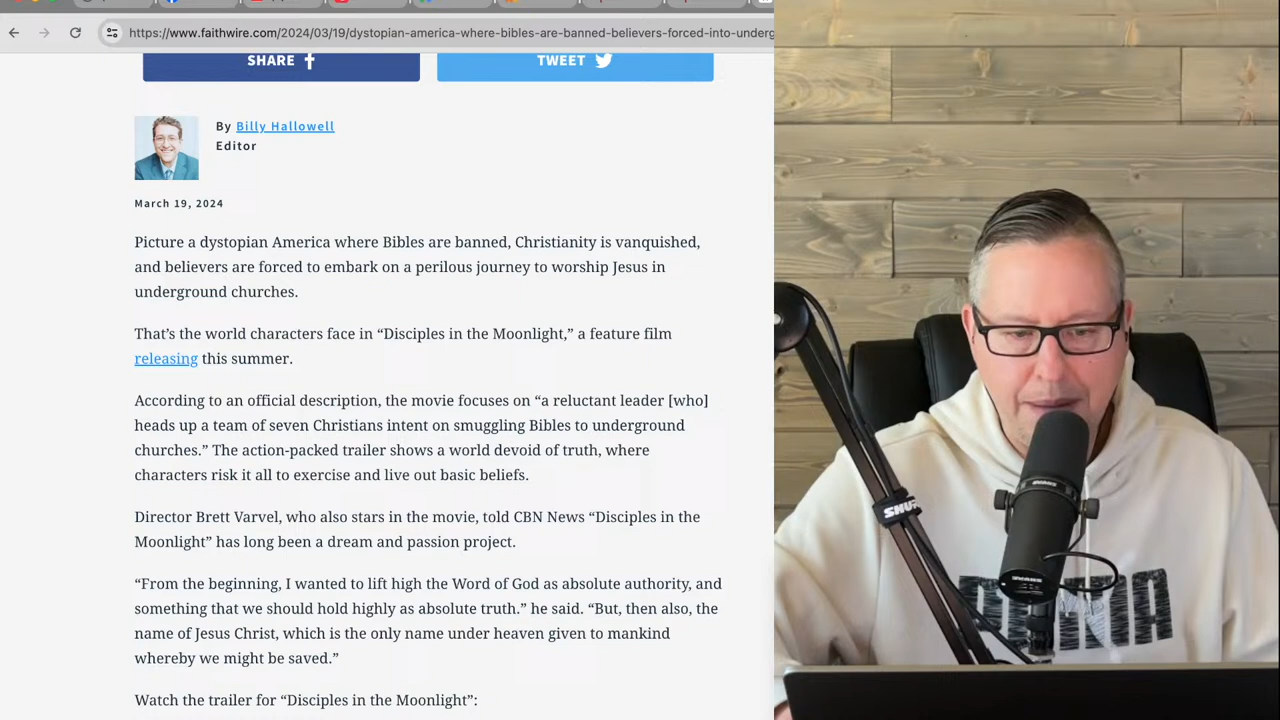 https://www.faithwire.com/2024/03/19/dystopian-america-where-bibles-are-banned-believers-forced-into-underg
SHARE
TWEET
By Billy Hallowell
Editor
March 19, 2024
Picture a dystopian America where Bibles are banned, Christianity is vanquished,
and believers are forced to embark on a perilous journey to worship Jesus in
underground churches.
That’s the world characters face in “Disciples in the Moonlight,” a feature film
releasing this summer.
According to an official description, the movie focuses on “a reluctant leader [who]
heads up a team of seven Christians intent on smuggling Bibles to underground
churches.” The action-packed trailer shows a world devoid of truth, where
characters risk it all to exercise and live out basic beliefs.
Director Brett Varvel, who also stars in the movie, told CBN News “Disciples in the
Moonlight” has long been a dream and passion project.
“From the beginning, I wanted to lift high the Word of God as absolute authority, and
something that we should hold highly as absolute truth.” he said. “But, then also, the
name of Jesus Christ, which is the only name under heaven given to mankind
whereby we might be saved.”
Watch the trailer for “Disciples in the Moonlight”:
SHU
SHURE